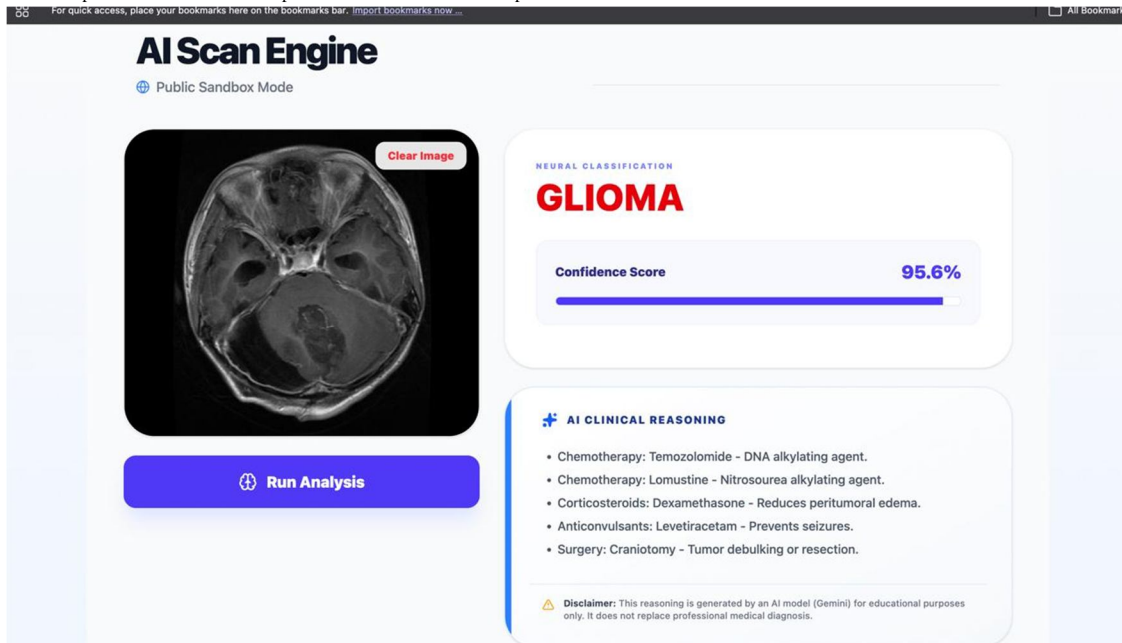 For quick access, place your bookmarks here on the bookmarks bar. Import bookmarks now ...
All Bookmar
AI Scan Engine
Public Sandbox Mode
Clear Image
Run Analysis
NEURAL CLASSIFICATION
GLIOMA
Confidence Score
95.6%
AI CLINICAL REASONING
• Chemotherapy: Temozolomide - DNA alkylating agent.
• Chemotherapy: Lomustine - Nitrosourea alkylating agent.
• Corticosteroids: Dexamethasone - Reduces peritumoral edema.
• Anticonvulsants: Levetiracetam - Prevents seizures.
• Surgery: Craniotomy - Tumor debulking or resection.
Disclaimer: This reasoning is generated by an AI model (Gemini) for educational purposes
only. It does not replace professional medical diagnosis.